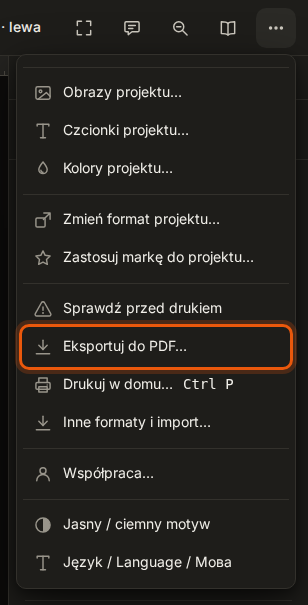 · lewa
Obrazy projektu...
Czcionki projektu...
Kolory projektu...
Zmień format projektu...
Zastosuj markę do projektu...
Sprawdź przed drukiem
Eksportuj do PDF...
Drukuj w domu... Ctrl P
Inne formaty i import...
Współpraca...
Jasny / ciemny motyw
Język / Language / Мова